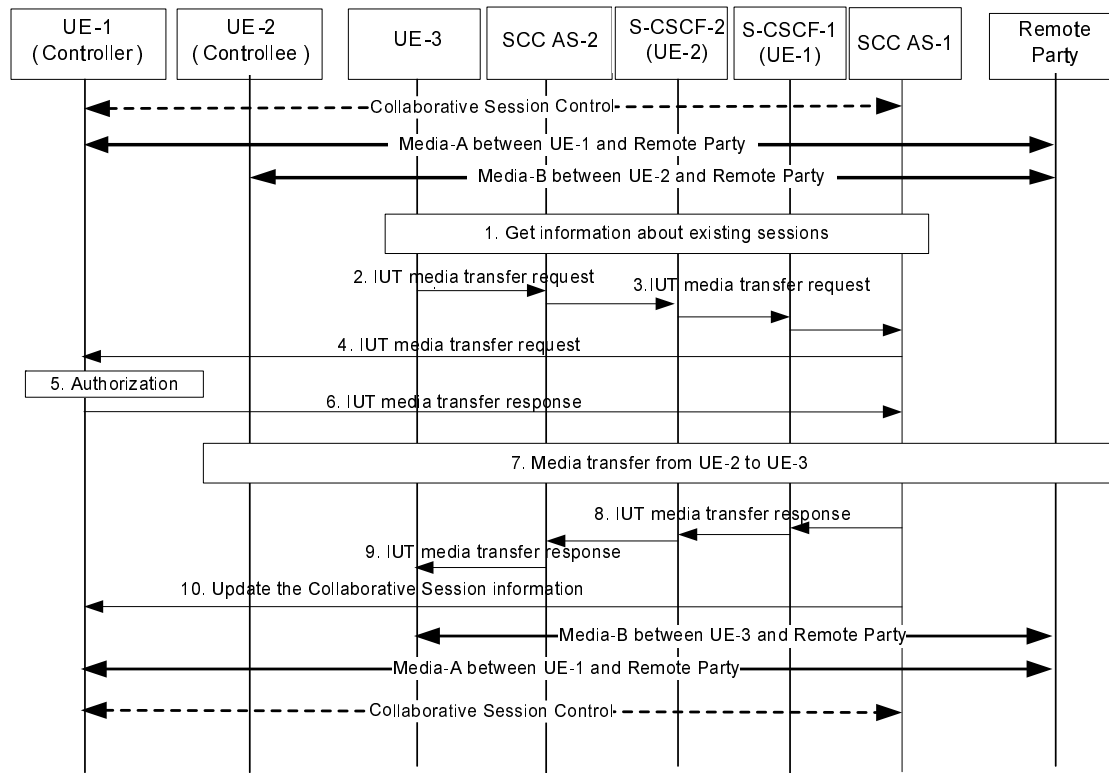 UE-1
( Controller)
UE-2
( Controllee)
UE-3
SCC AS-2
S-CSCF-2
(UE-2)
S-CSCF-1
(UE-1)
SCC AS-1
Remote
Party
Collaborative Session Control
Media-A between UE-1 and Remote Party
Media-B between UE-2 and Remote Party
1. Get information about existing sessions
2. IUT media transfer request
3.IUT media transfer request
4. IUT media transfer request
5. Authorization
6. IUT media transfer response
7. Media transfer from UE-2 to UE-3
8. IUT media transfer response
9. IUT media transfer response
10. Update the Collaborative Session information
Media-B between UE-3 and Remote Party
Media-A between UE-1 and Remote Party
Collaborative Session Control